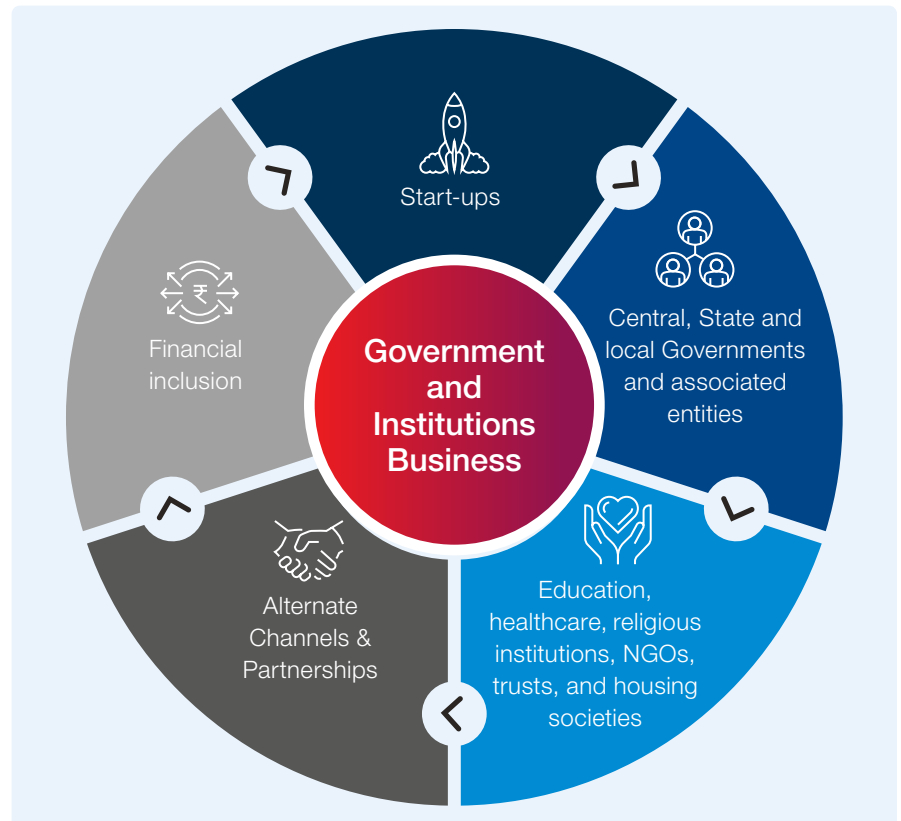 Start-ups
Central, State and
local Governments
and associated
entities
Education,
healthcare, religious
institutions, NGOs,
trusts, and housing
societies
Alternate
Channels &
Partnerships
₹
Financial
inclusion
Government
and
Institutions
Business